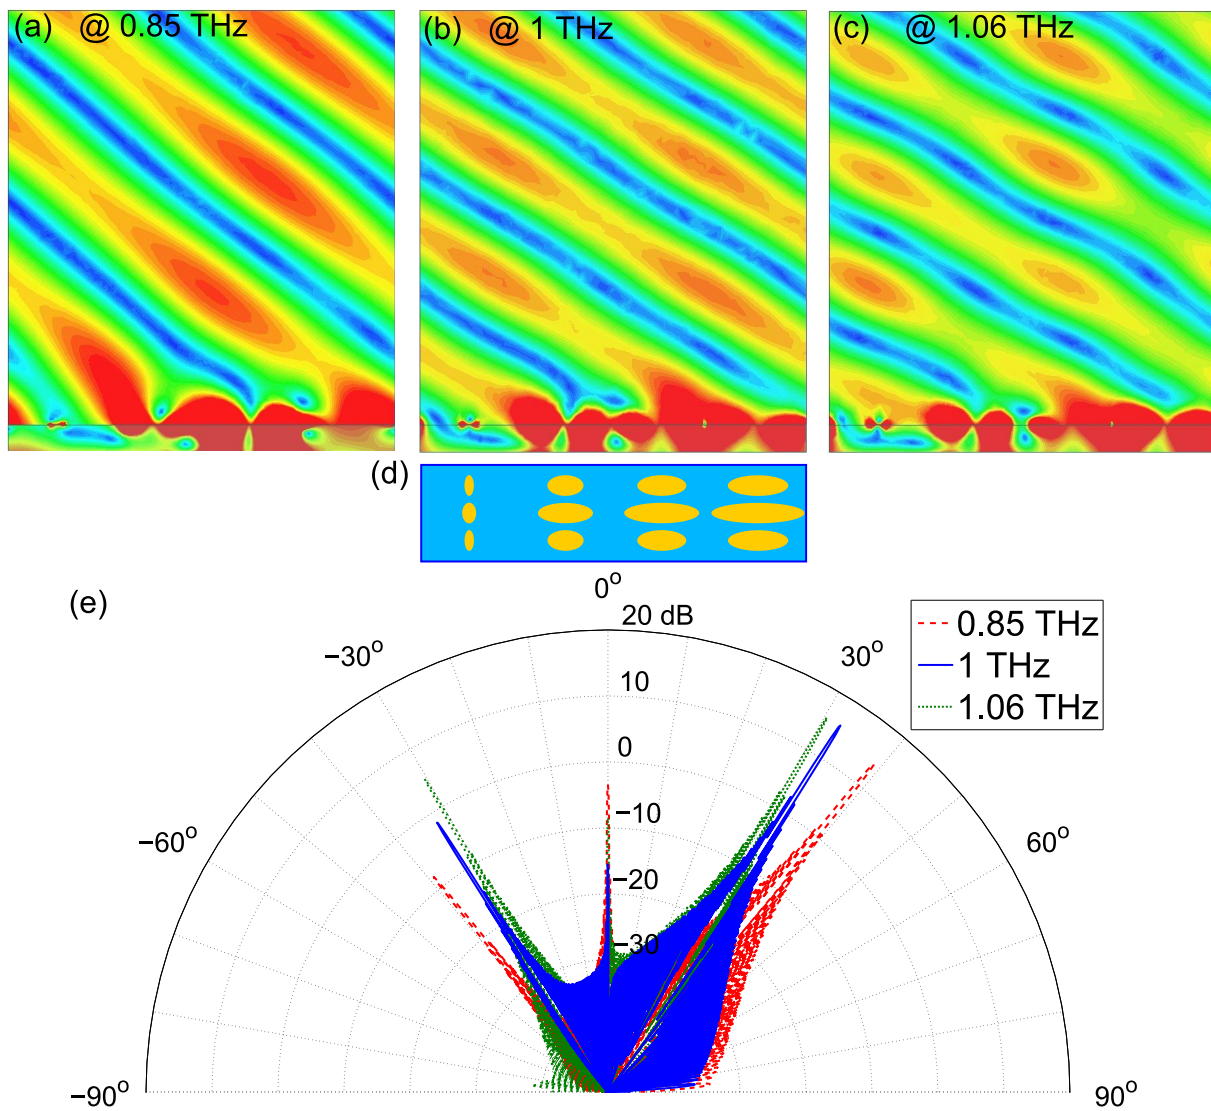 (a) @ 0.85 THz
(b) @ 1 THz
(c) @ 1.06 THz
(d)
(e)
0°
20 dB
−30°
30°
10
0
−10
−20
−30
−60°
60°
−90°
90°
0.85 THz
1 THz
1.06 THz